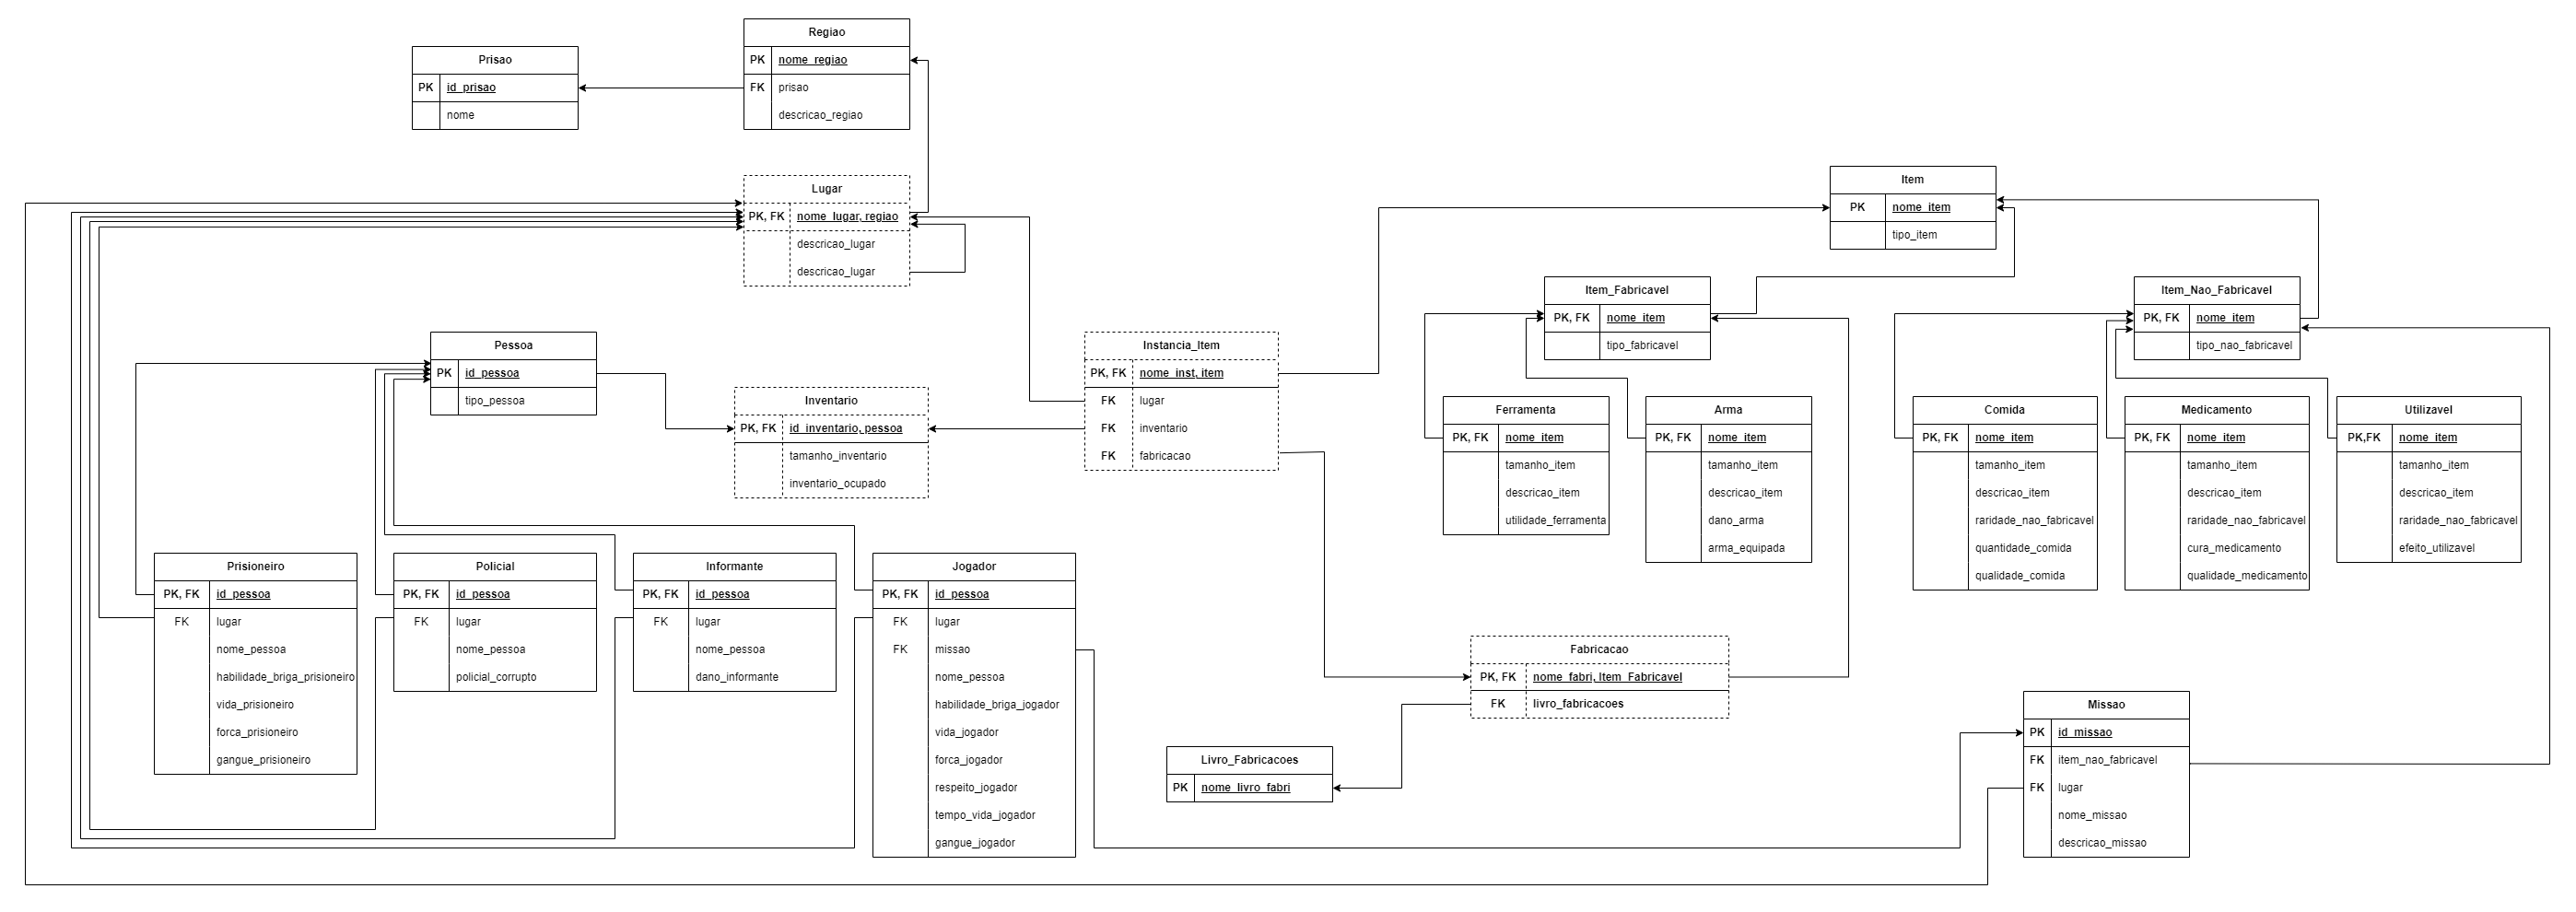 Prisao
PK id_prisao
nome
Regiao
PK nome_regiao
FK prisao
descricao_regiao
Lugar
PK, FK nome_lugar, regiao
descricao_lugar
descricao_lugar
Item
PK nome_item
tipo_item
Item_Fabricavel
PK, FK nome_item
tipo_fabricavel
Item_Nao_Fabricavel
PK, FK nome_item
tipo_nao_fabricavel
Pessoa
PK id_pessoa
tipo_pessoa
Inventario
PK, FK id_inventario, pessoa
tamanho_inventario
inventario_ocupado
Instancia_Item
PK, FK nome_inst, item
FK lugar
FK inventario
FK fabricacao
Ferramenta
PK, FK nome_item
tamanho_item
descricao_item
utilidade_ferramenta
Arma
PK, FK nome_item
tamanho_item
descricao_item
dano_arma
arma_equipada
Comida
PK, FK nome_item
tamanho_item
descricao_item
raridade_nao_fabricavel
quantidade_comida
qualidade_comida
Medicamento
PK, FK nome_item
tamanho_item
descricao_item
raridade_nao_fabricavel
cura_medicamento
qualidade_medicamento
Utilizavel
PK,FK nome_item
tamanho_item
descricao_item
raridade_nao_fabricavel
efeito_utilizavel
Prisioneiro
PK, FK id_pessoa
FK lugar
nome_pessoa
habilidade_briga_prisioneiro
vida_prisioneiro
forca_prisioneiro
gangue_prisioneiro
Policial
PK, FK id_pessoa
FK lugar
nome_pessoa
policial_corrupto
Informante
PK, FK id_pessoa
FK lugar
nome_pessoa
dano_informante
Jogador
PK, FK id_pessoa
FK lugar
FK missao
nome_pessoa
habilidade_briga_jogador
vida_jogador
forca_jogador
respeito_jogador
tempo_vida_jogador
gangue_jogador
Fabricacao
PK, FK nome_fabri, Item_Fabricavel
FK livro_fabricacoes
Livro_Fabricacoes
PK nome_livro_fabri
Missao
PK id_missao
FK item_nao_fabricavel
FK lugar
nome_missao
descricao_missao